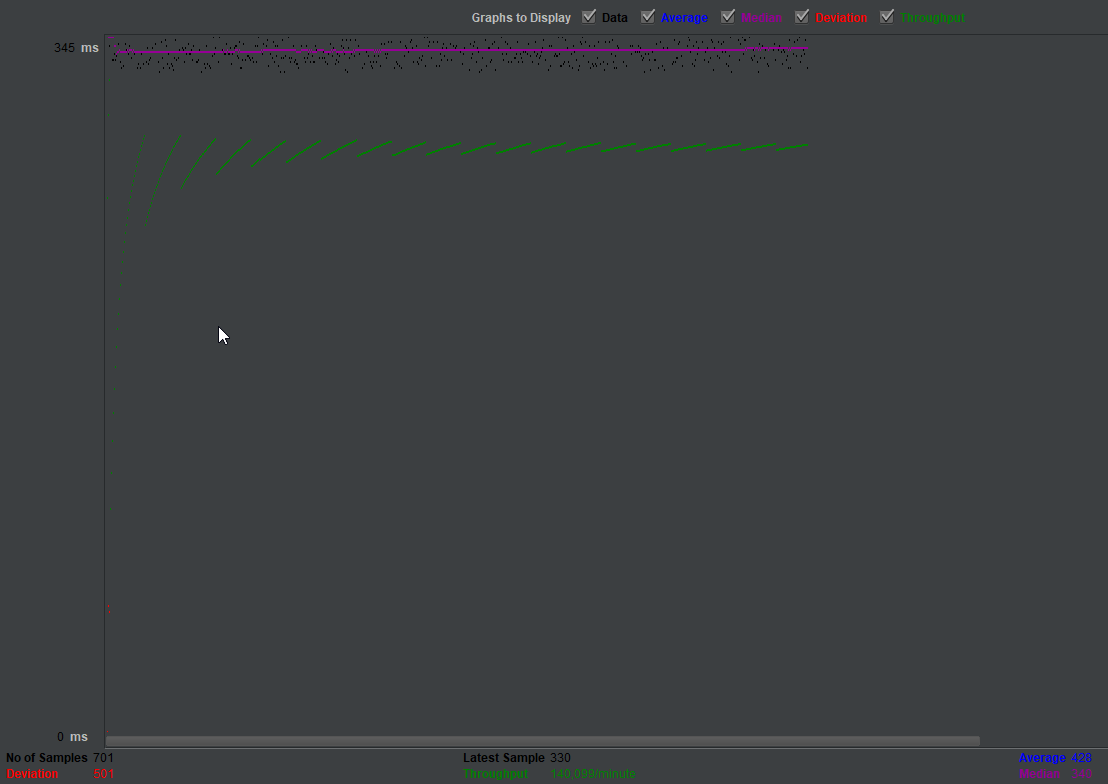 Graphs to Display Data Average Median Deviation Throughput
345 ms
0 ms
No of Samples 701 Latest Sample 330 Average 428
Deviation 501 Throughput 140,099/minute Median 340